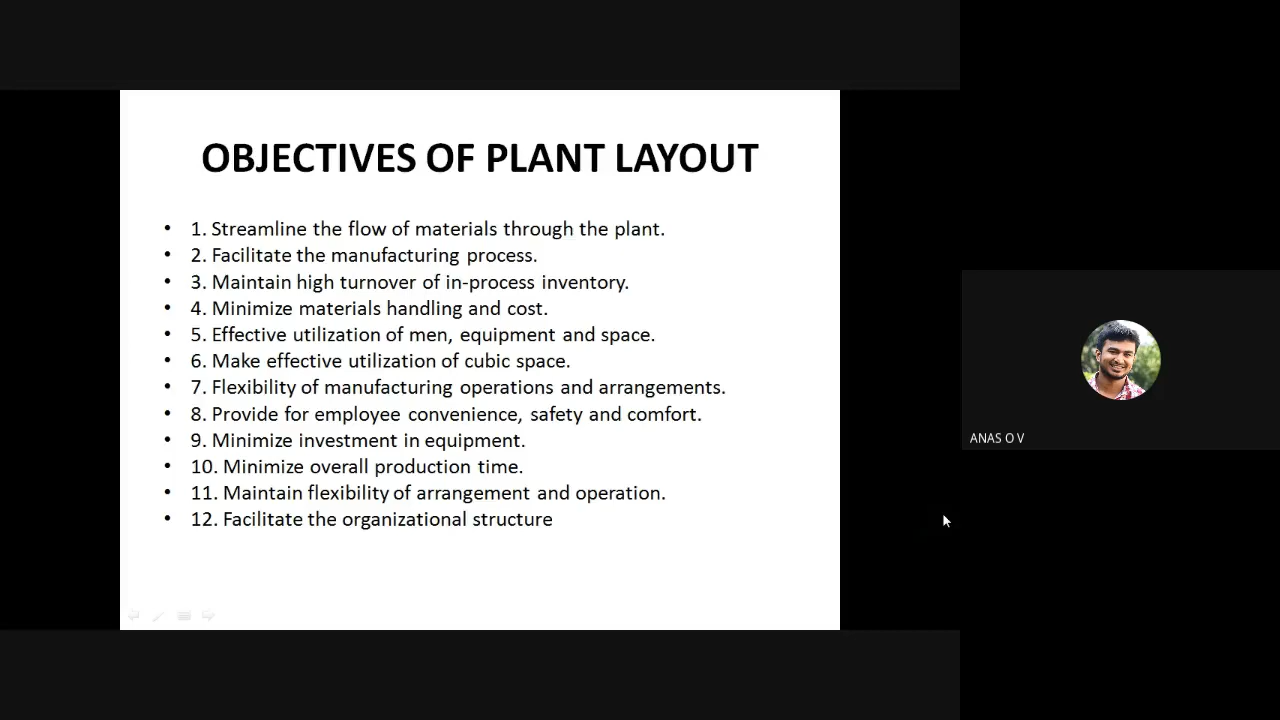 OBJECTIVES OF PLANT LAYOUT
• 1. Streamline the flow of materials through the plant.
• 2. Facilitate the manufacturing process.
• 3. Maintain high turnover of in-process inventory.
• 4. Minimize materials handling and cost.
• 5. Effective utilization of men, equipment and space.
• 6. Make effective utilization of cubic space.
• 7. Flexibility of manufacturing operations and arrangements.
• 8. Provide for employee convenience, safety and comfort.
• 9. Minimize investment in equipment.
• 10. Minimize overall production time.
• 11. Maintain flexibility of arrangement and operation.
• 12. Facilitate the organizational structure
ANAS O V